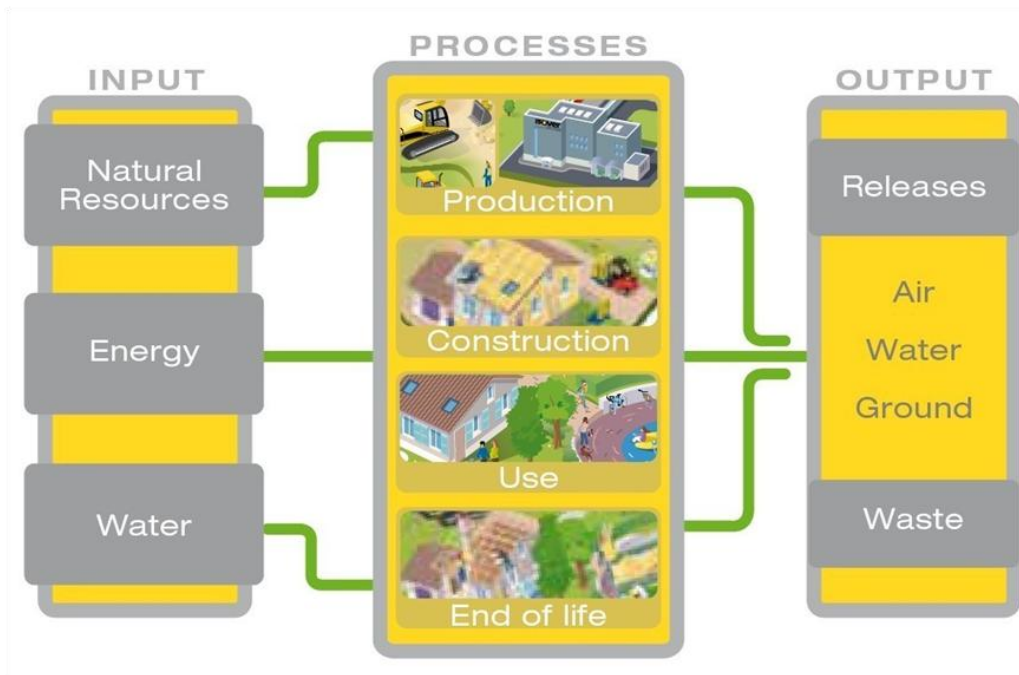 PROCESSES
INPUT
OUTPUT
Natural
Resources
Energy
Water
Production
Construction
Use
End of life
Releases
Air
Water
Ground
Waste